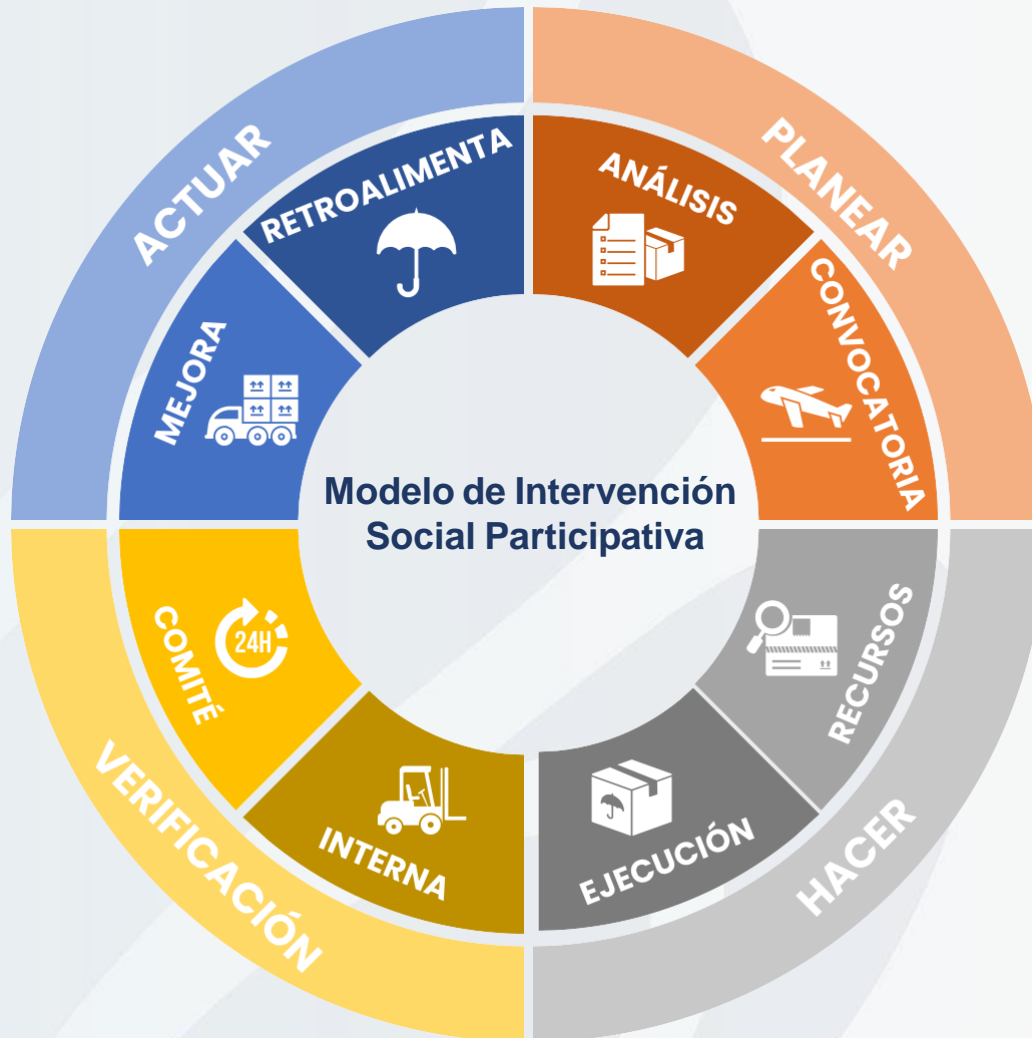 ACTUAR
PLANEAR
RETROALIMENTA
ANÁLISIS
MEJORA
CONVOCATORIA
Modelo de Intervención
Social Participativa
COMITÉ
24H
RECURSOS
INTERNA
EJECUCIÓN
VERIFICACIÓN
HACER